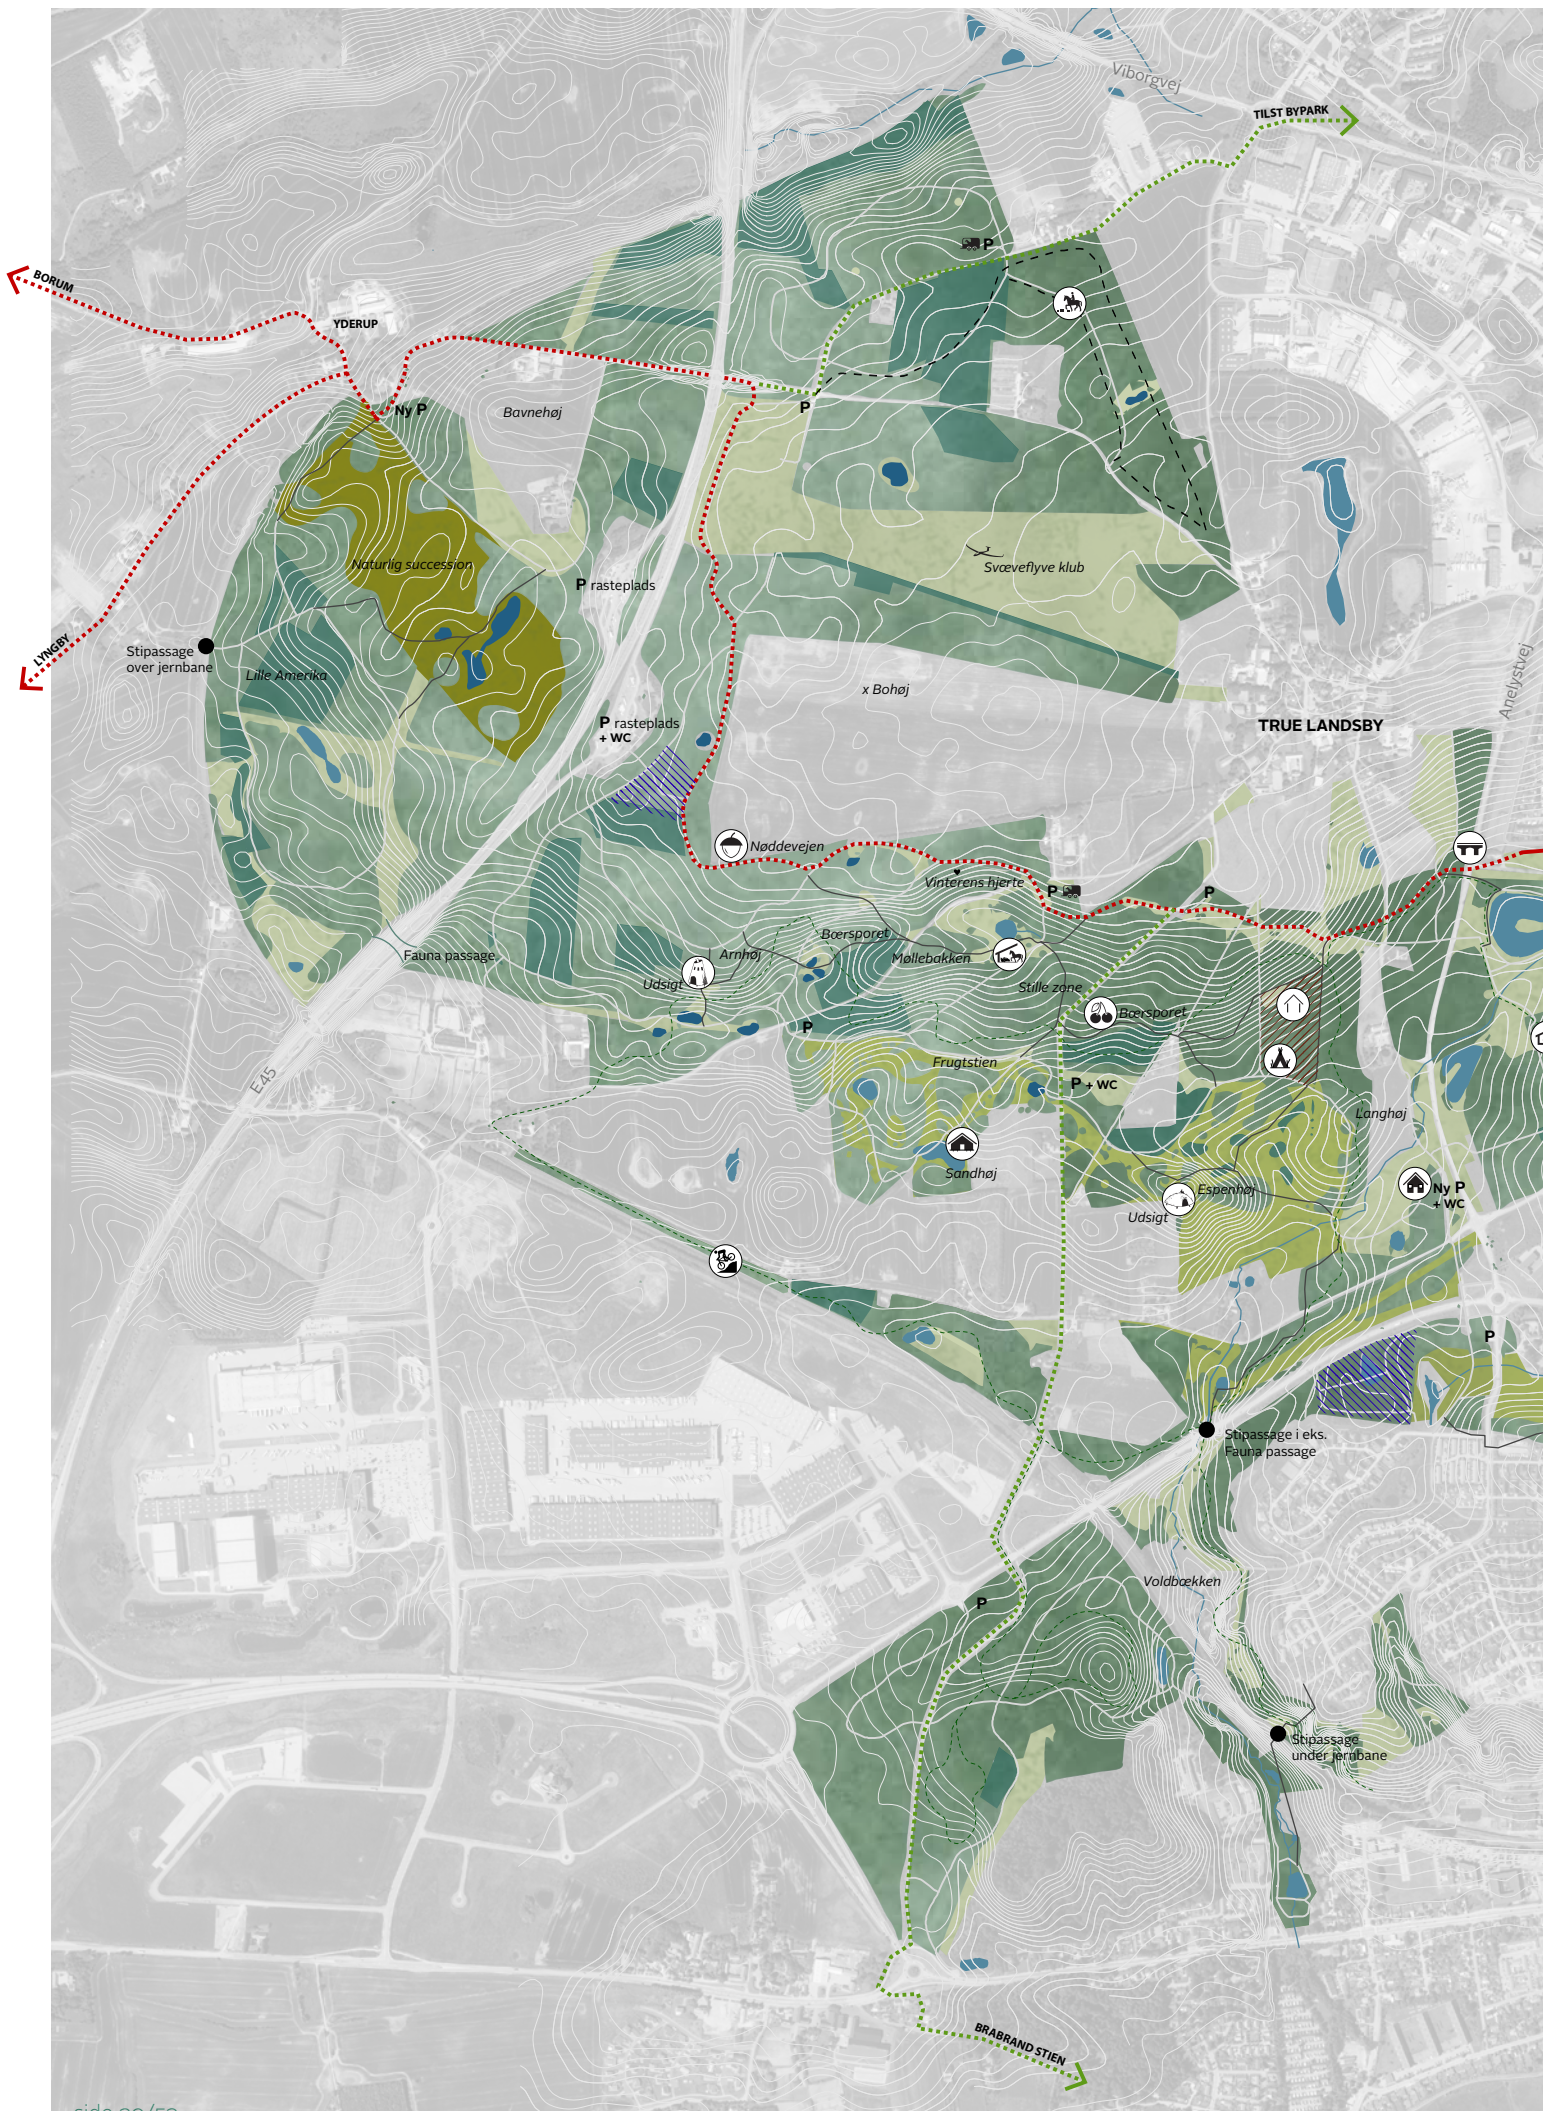 Viborgvej
TILST BYPARK
P
BORUM
YDERUP
Ny P
Bavnehøj
P
Naturlig succession
Svæveflyve klub
P rasteplads
Stipassage
over jernbane
LYNGBY
Lille Amerika
x Bohøj
Anelystvej
P rasteplads
+ WC
TRUE LANDSBY
Nøddevejen
Vinterens hjerte
P
P
Bærsporet
Arnhøj
Fauna passage
Møllebakken
Udsigt
Stille zone
Bærsporet
P
Frugtstien
E45
P + WC
Langhøj
Sandhøj
Espenhøj
Ny P
+ WC
Udsigt
P
Stipassage i eks.
Fauna passage
Voldbækken
P
Stipassage
under jernbane
BRABRAND STIEN